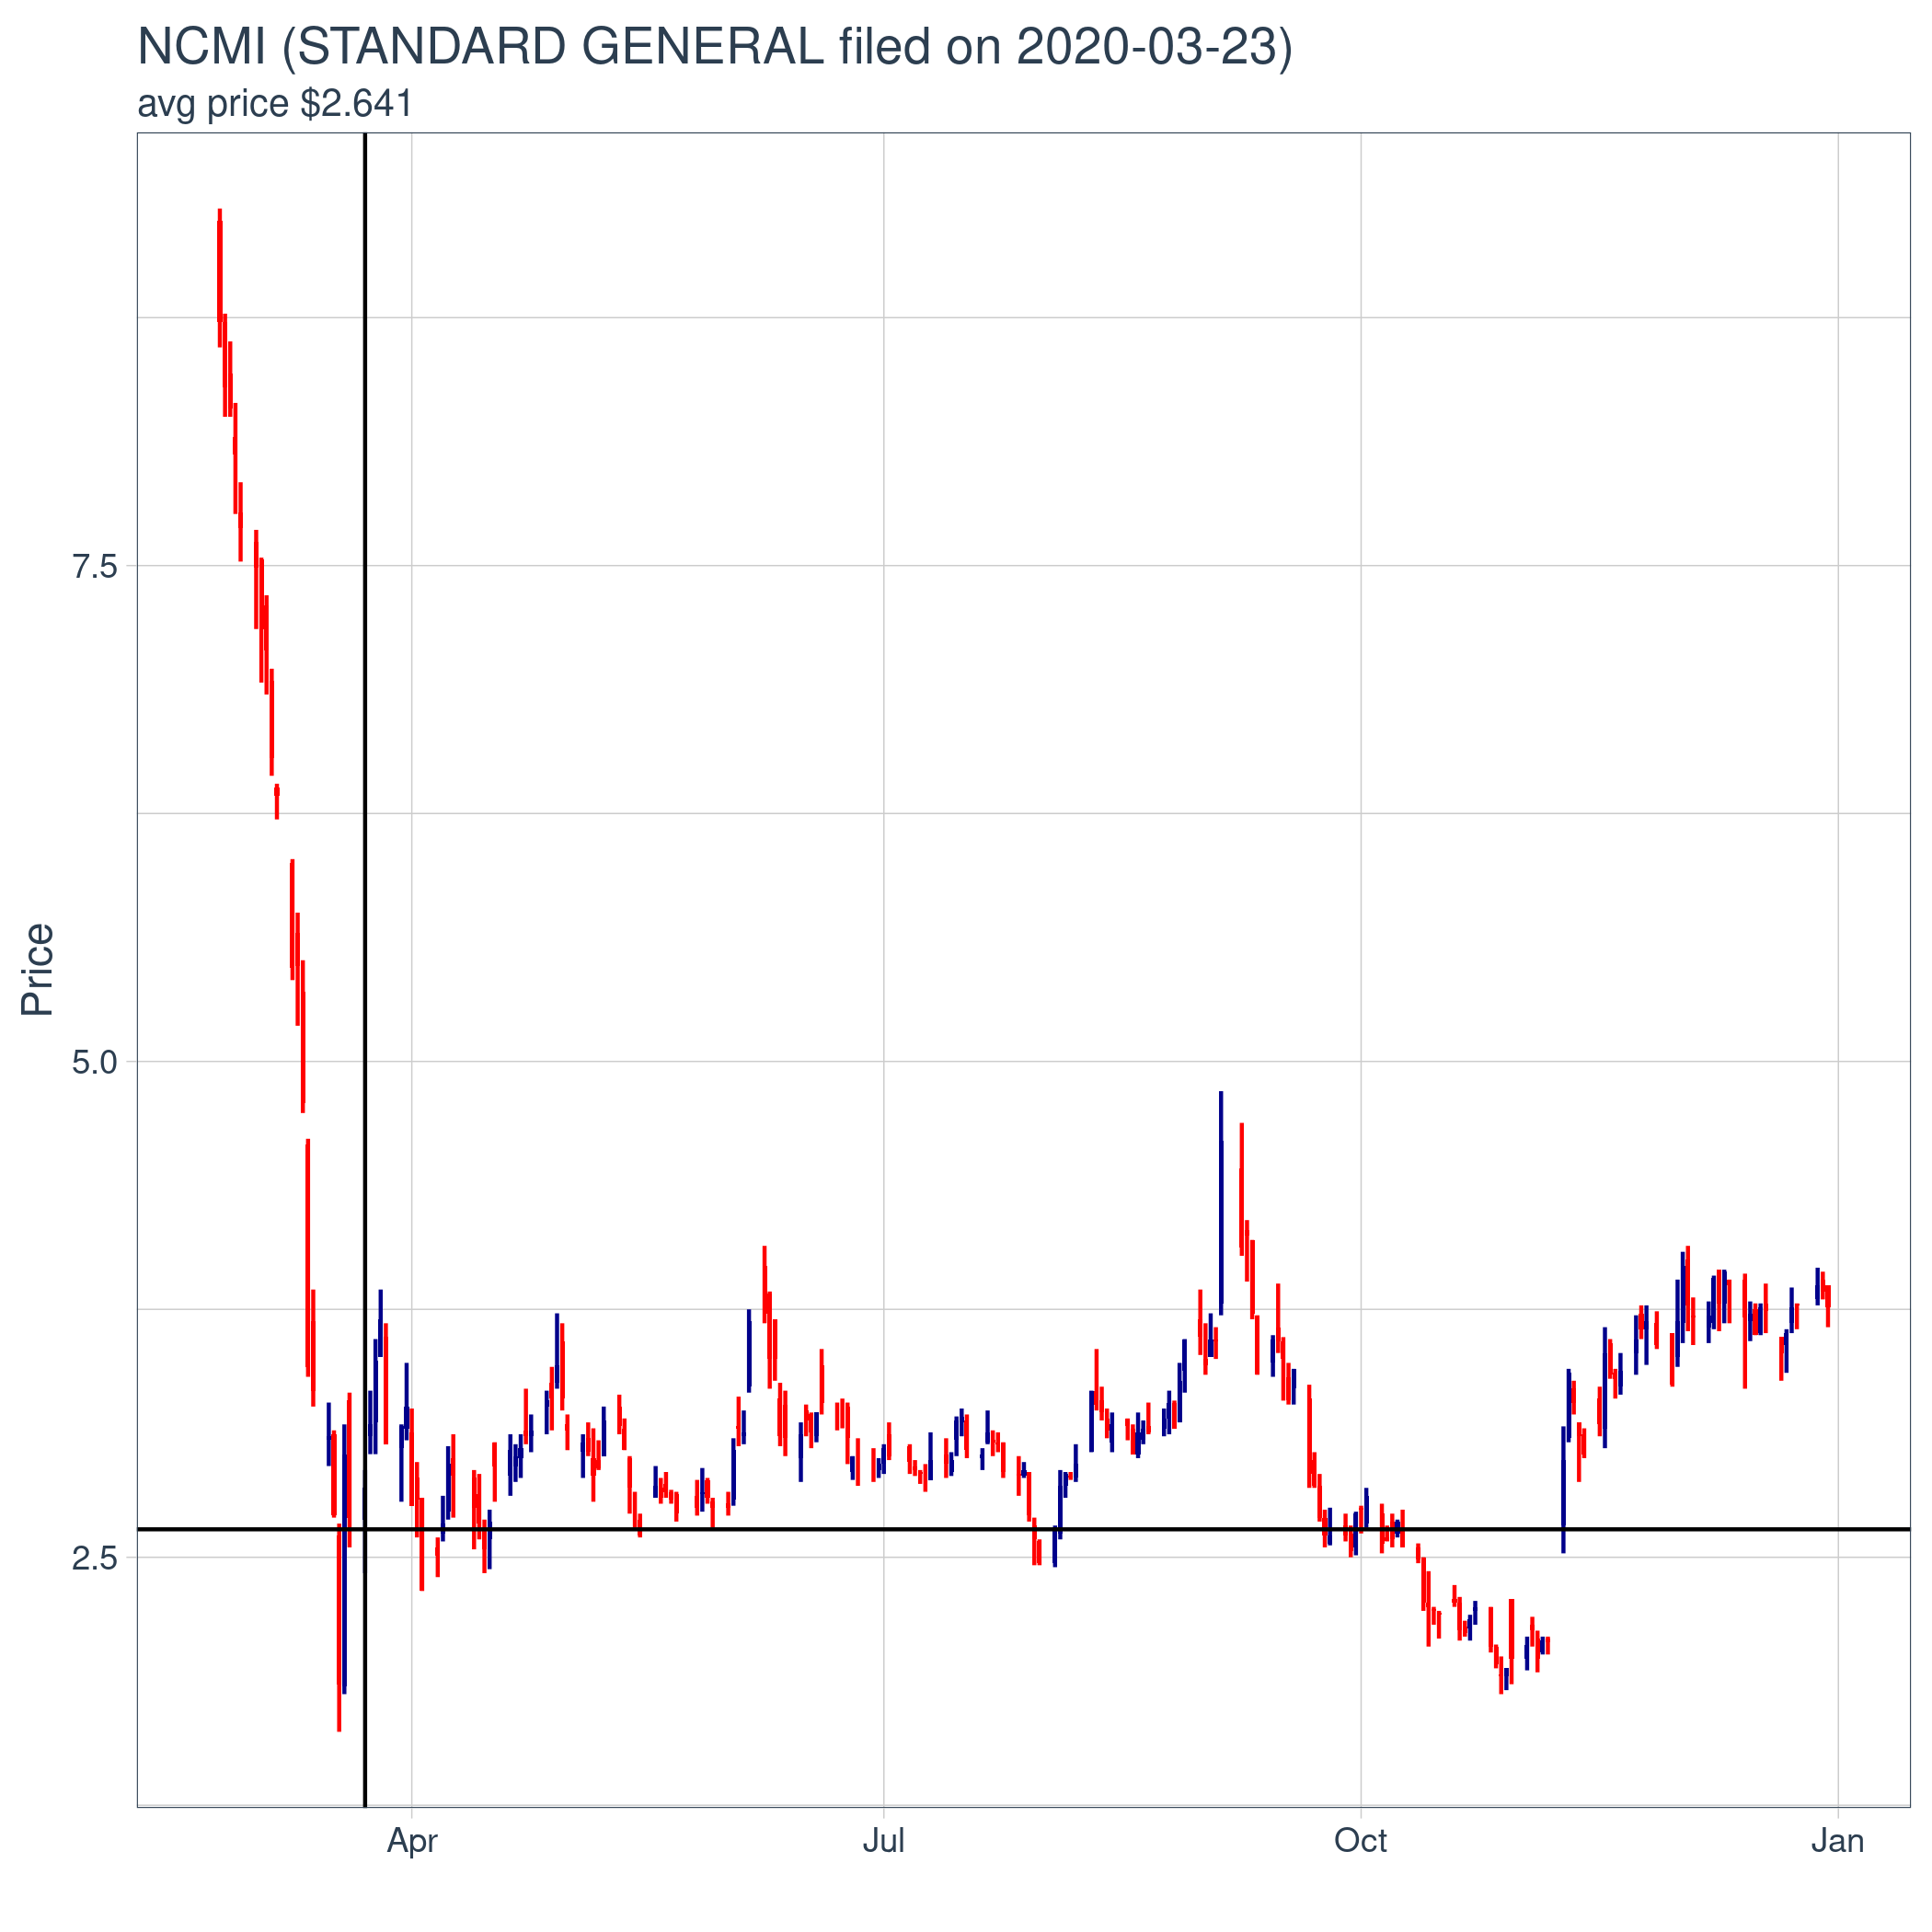 NCMI (STANDARD GENERAL filed on 2020-03-23)
avg price $2.641
Price
7.5
5.0
2.5
Apr
Jul
Oct
Jan